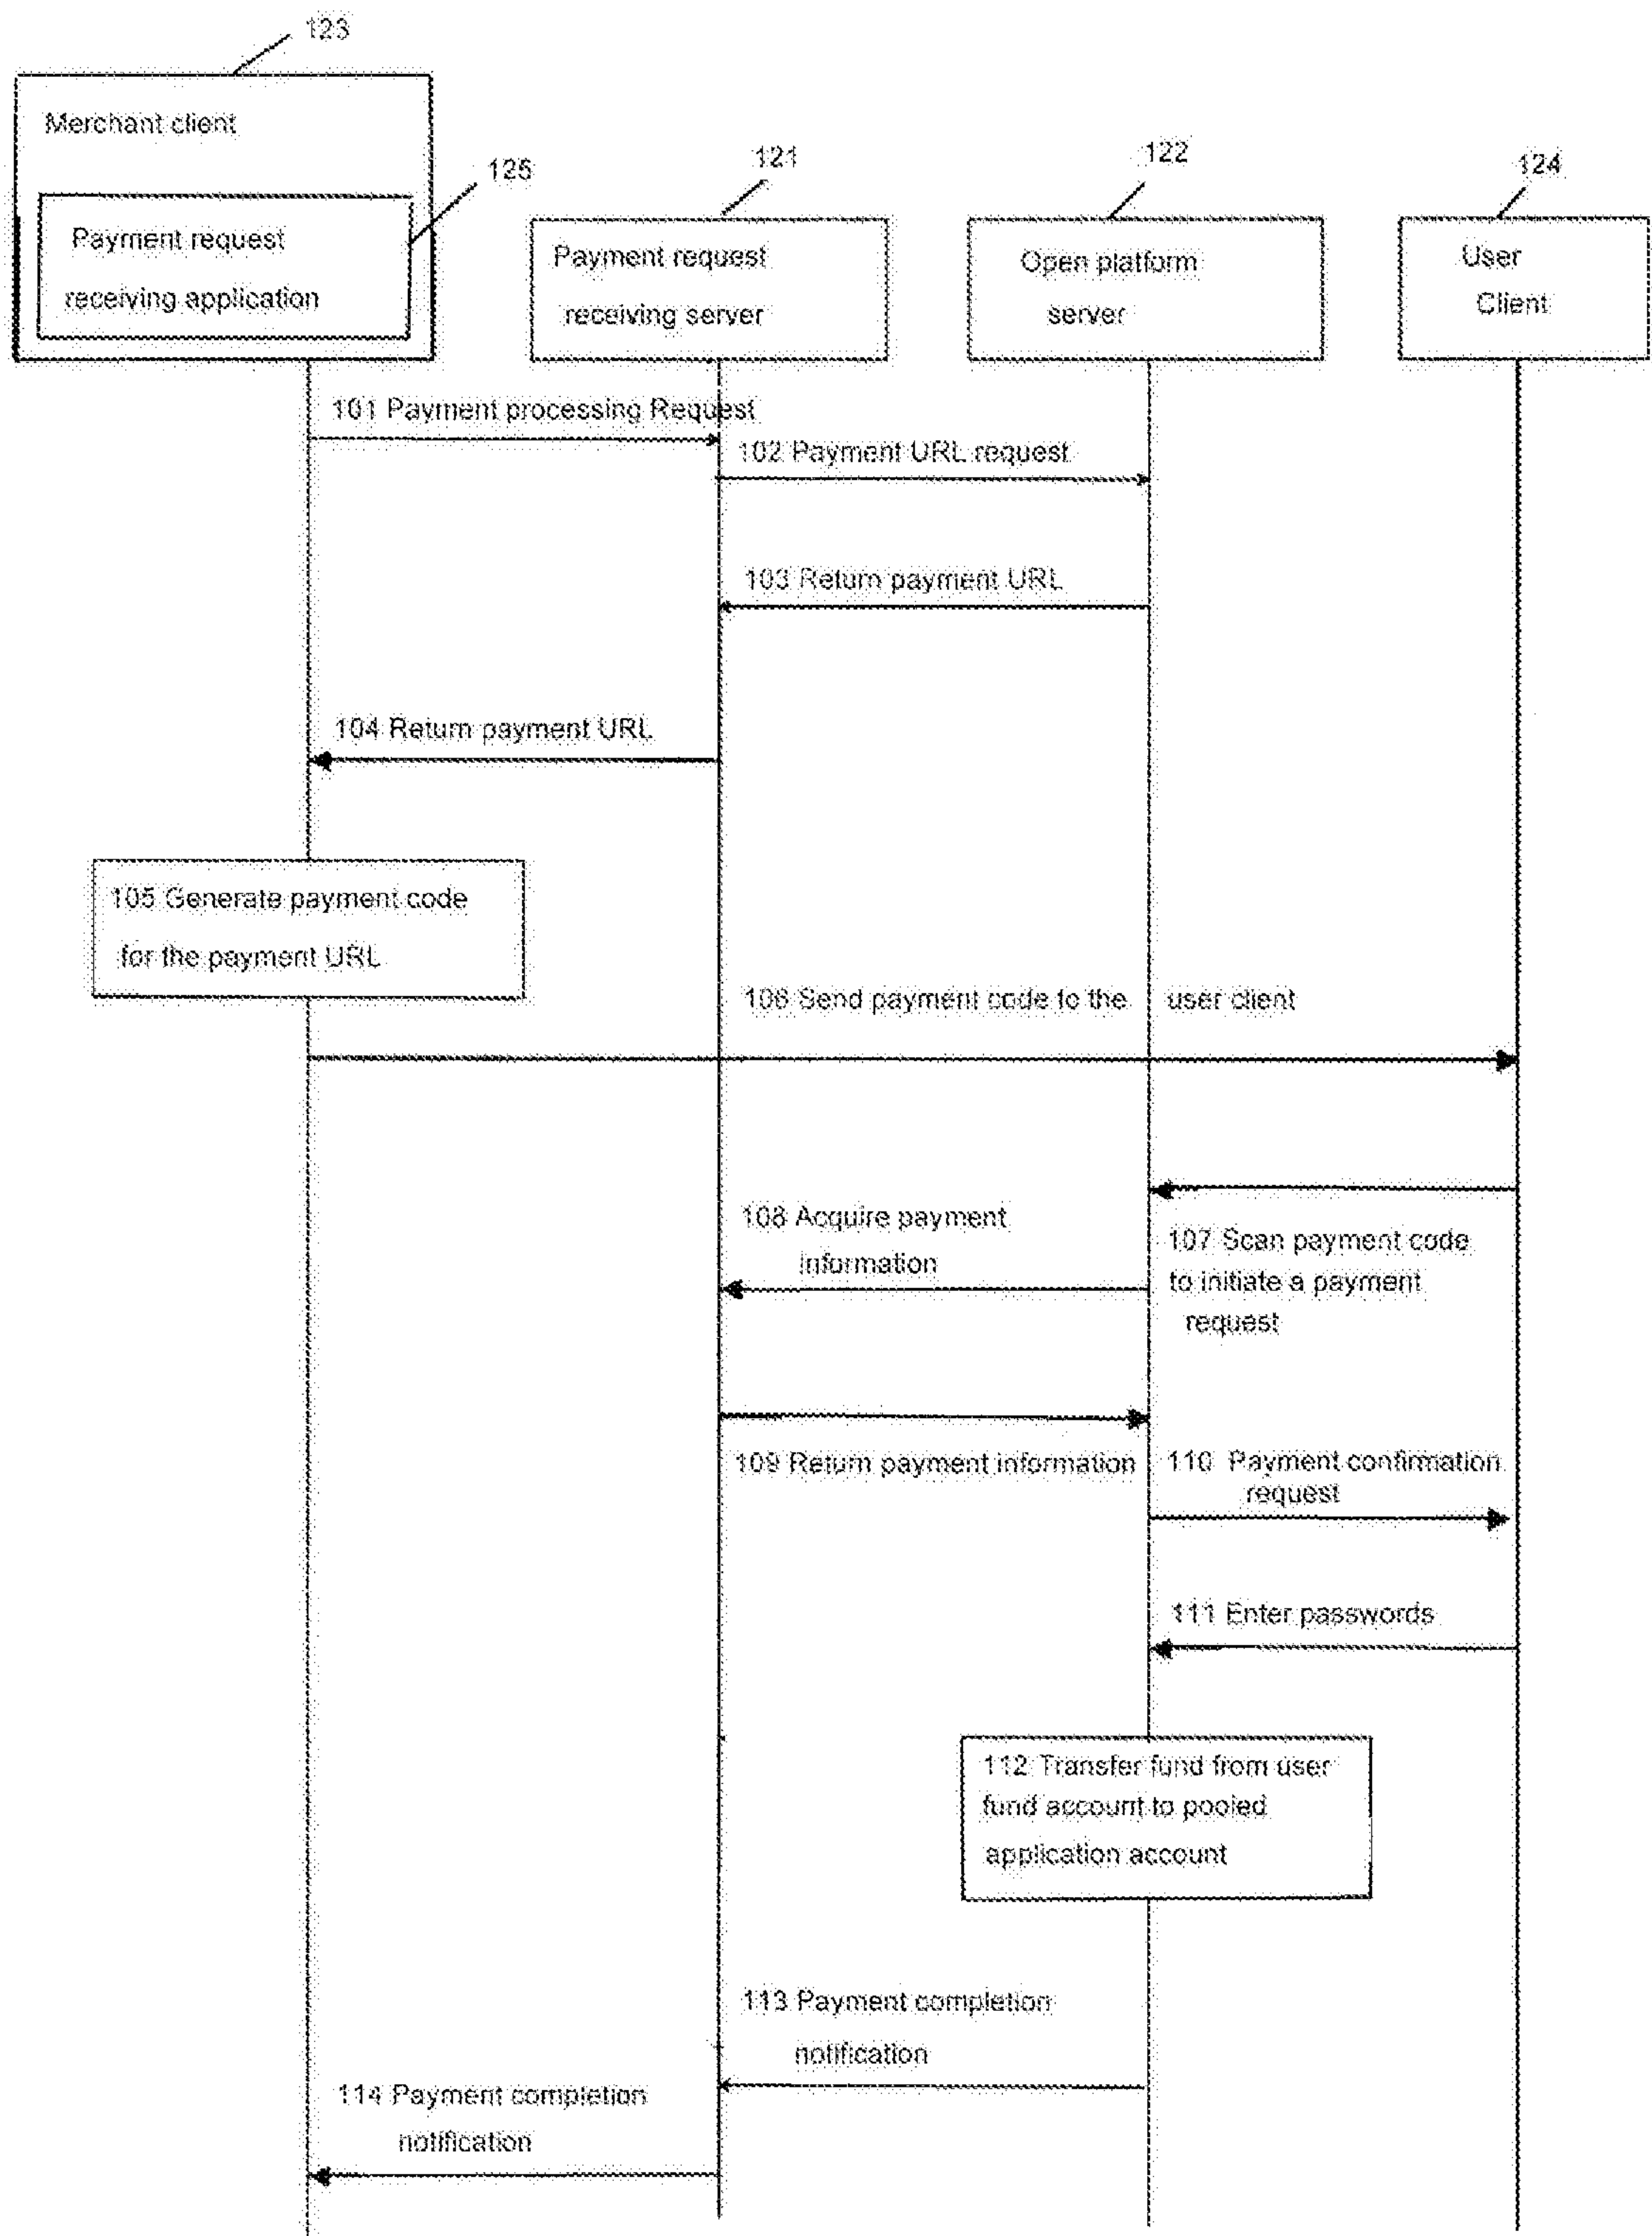 123
Merchant client
125
Payment request
receiving application
121
Payment request
receiving server
122
Open platform
server
124
User
Client
101 Payment processing Request
102 Payment URL request
103 Return payment URL
104 Return payment URL
105 Generate payment code
for the payment URL
106 Send payment code to the user client
107 Scan payment code
to initiate a payment
request
108 Acquire payment
information
109 Return payment information
110 Payment confirmation
request
111 Enter passwords
112 Transfer fund from user
fund account to pooled
application account
113 Payment completion
notification
114 Payment completion
notification